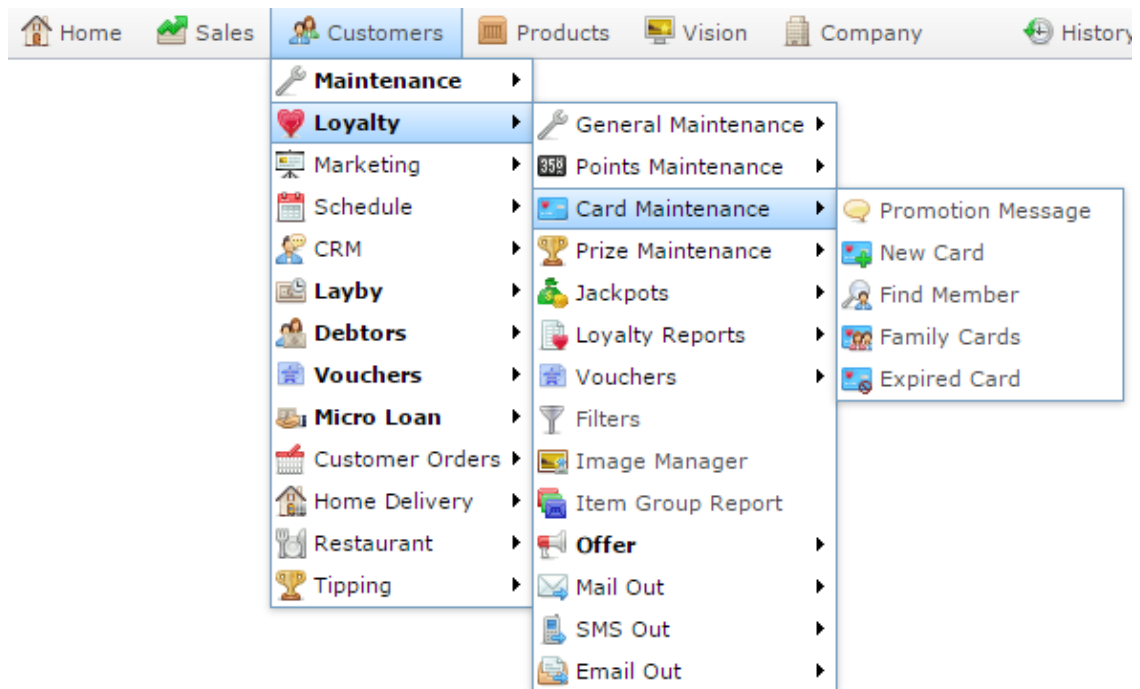 Home Sales Customers Products Vision Company History
Maintenance
Loyalty
Marketing
Schedule
CRM
Layby
Debtors
Vouchers
Micro Loan
Customer Orders
Home Delivery
Restaurant
Tipping
General Maintenance
358 Points Maintenance
Card Maintenance
Prize Maintenance
Jackpots
Loyalty Reports
Vouchers
Filters
Image Manager
Item Group Report
Offer
Mail Out
SMS Out
Email Out
Promotion Message
New Card
Find Member
Family Cards
Expired Card